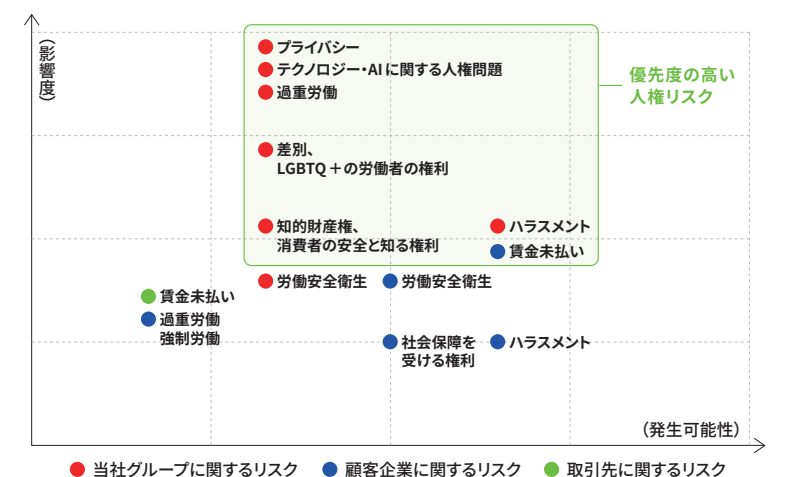 （影響度）
プライバシー
テクノロジー・AIに関する人権問題
過重労働
優先度の高い
人権リスク
差別、
LGBTQ＋の労働者の権利
知的財産権、
消費者の安全と知る権利
ハラスメント
賃金未払い
労働安全衛生
労働安全衛生
賃金未払い
過重労働
強制労働
社会保障を
受ける権利
ハラスメント
（発生可能性）
当社グループに関するリスク
顧客企業に関するリスク
取引先に関するリスク